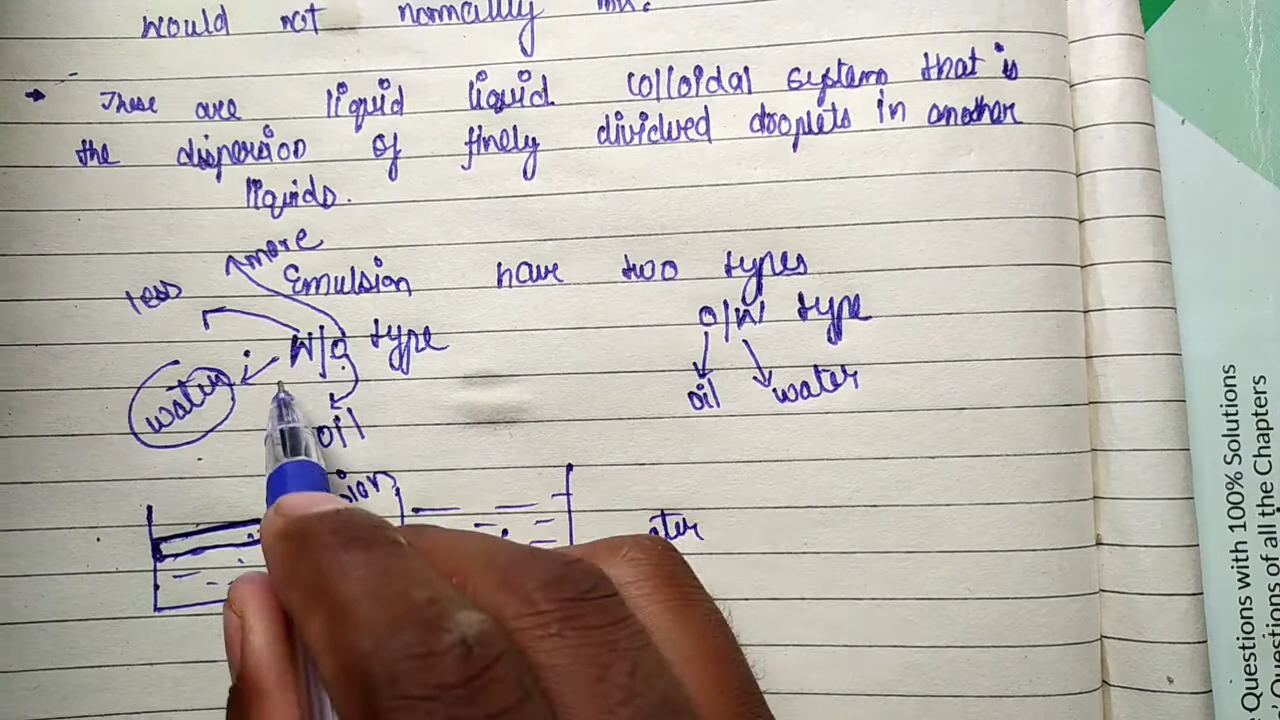 would not normally mix.
These are liquid liquid colloidal systems that is
the dispersion of finely divided droplets in another
liquids.
more
less
Emulsion have two types
W/O type
O/W type
water
oil
oil
water
Questions with 100% Solutions
Questions of all the Chapters